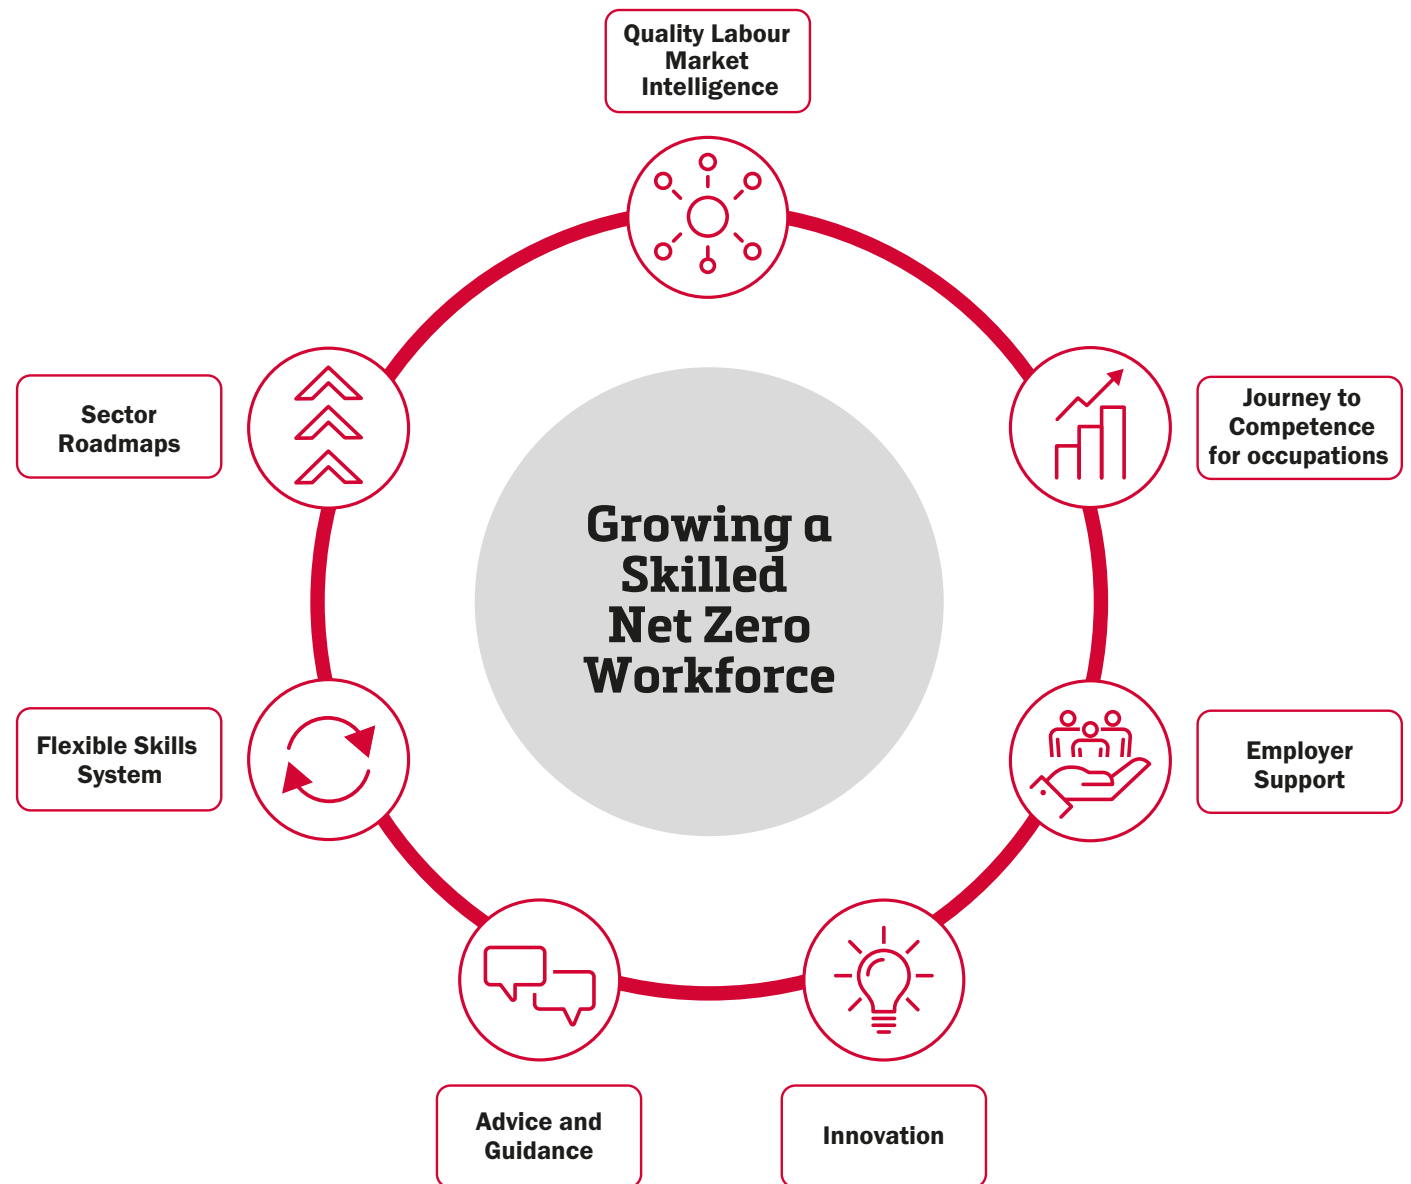 Quality Labour
Market
Intelligence
Journey to
Competence
for occupations
Sector
Roadmaps
Growing a
Skilled
Net Zero
Workforce
Flexible Skills
System
Employer
Support
Advice and
Guidance
Innovation